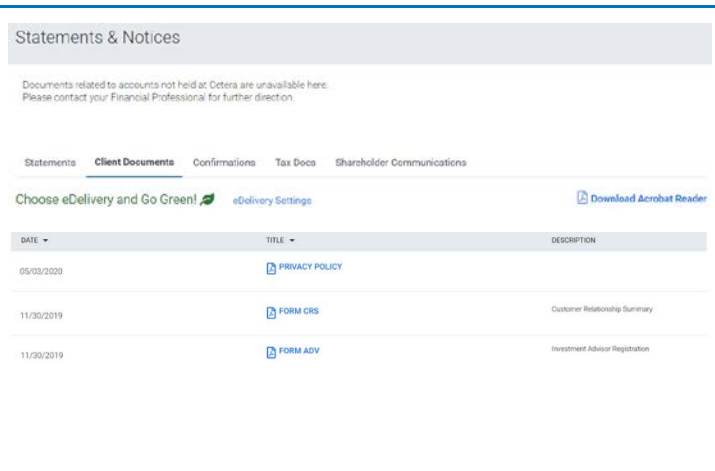 Statements & Notices
Documents related to accounts not held at Cetera are unavailable here.
Please contact your Financial Professional for further direction.
Statements Client Documents Confirmations Tax Docs Shareholder Communications
Choose eDelivery and Go Green! eDelivery Settings Download Acrobat Reader
DATE TITLE DESCRIPTION
05/03/2020 PRIVACY POLICY
11/30/2019 FORM CRS Customer Relationship Summary
11/30/2019 FORM ADV Investment Advisor Registration